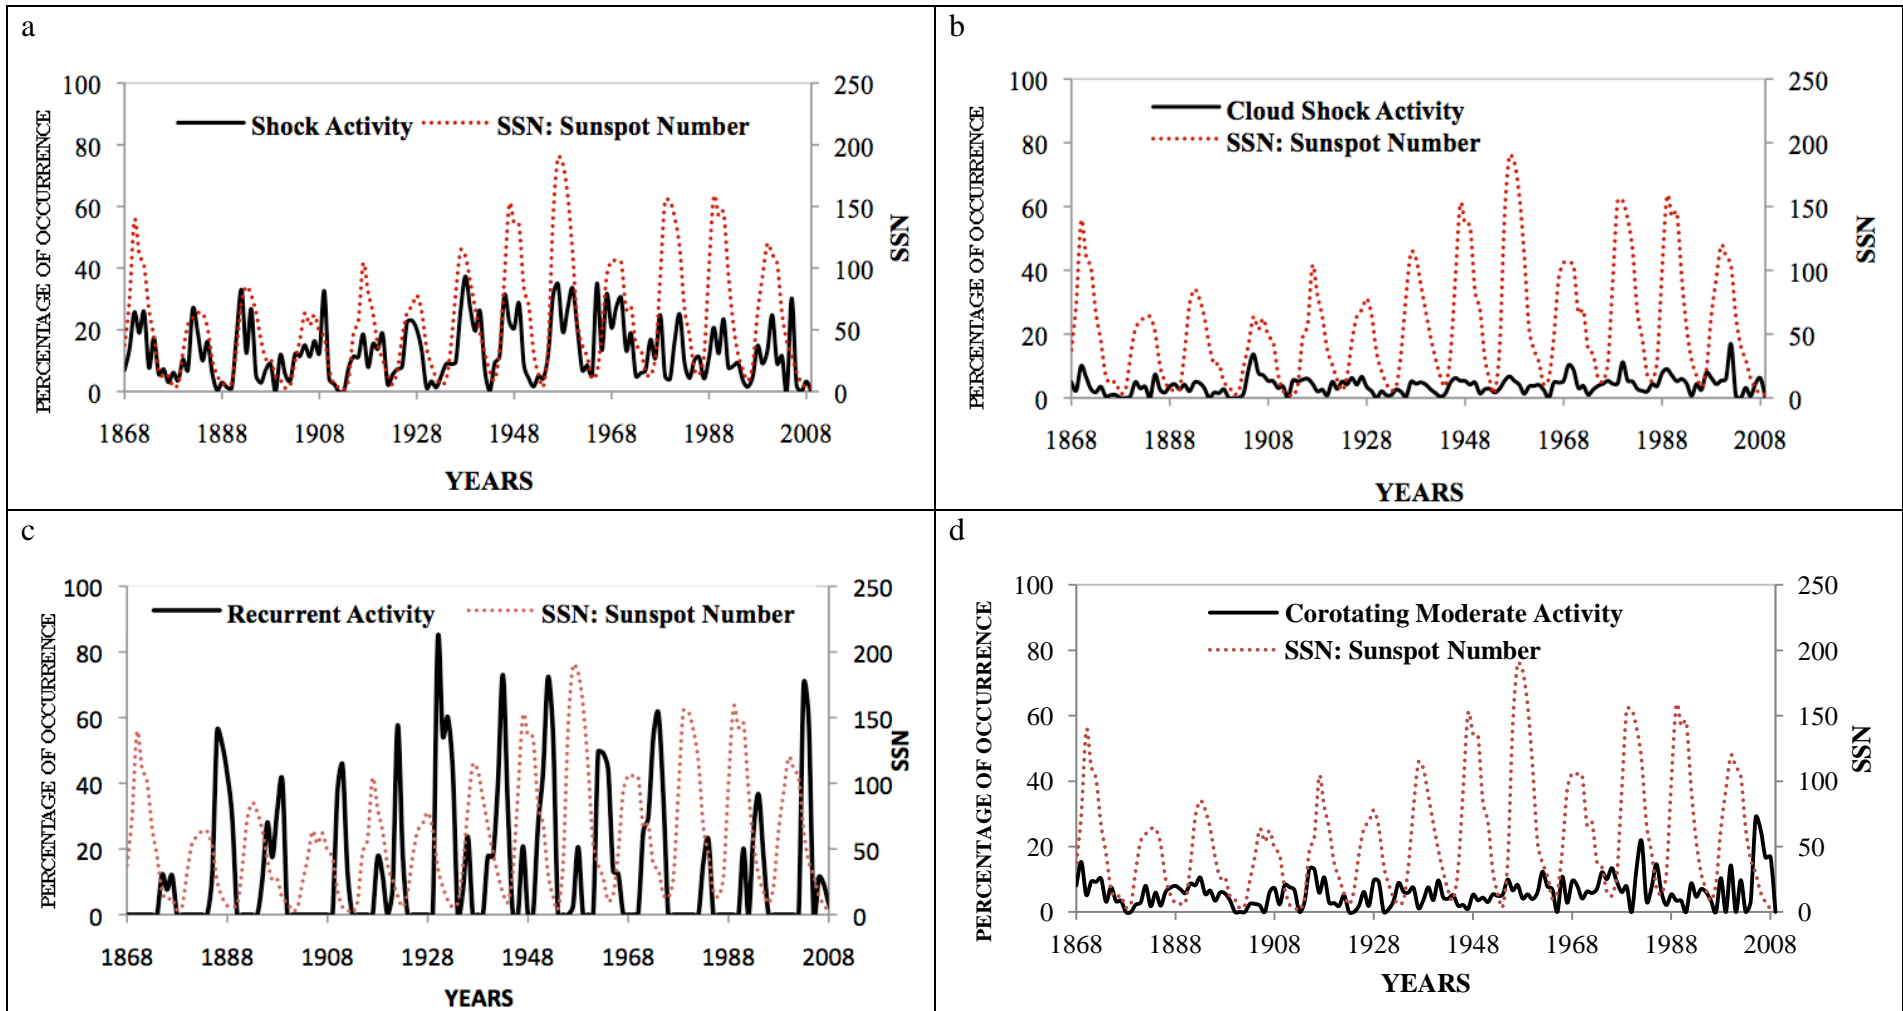 a
100 250
Shock Activity SSN: Sunspot Number
80 200
60 150
40 100
20 50
0 0
PERCENTAGE OF OCCURRENCE
SSN
1868 1888 1908 1928 1948 1968 1988 2008
YEARS
b
100 250
Cloud Shock Activity
SSN: Sunspot Number
80 200
60 150
40 100
20 50
0 0
PERCENTAGE OF OCCURRENCE
SSN
1868 1888 1908 1928 1948 1968 1988 2008
YEARS
c
100 250
Recurrent Activity SSN: Sunspot Number
80 200
60 150
40 100
20 50
0 0
PERCENTAGE OF OCCURRENCE
SSN
1868 1888 1908 1928 1948 1968 1988 2008
YEARS
d
100 250
Corotating Moderate Activity
SSN: Sunspot Number
80 200
60 150
40 100
20 50
0 0
PERCENTAGE OF OCCURRENCE
SSN
1868 1888 1908 1928 1948 1968 1988 2008
YEARS